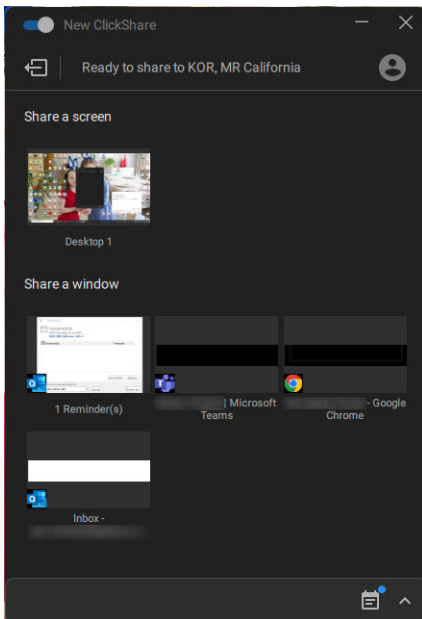 New ClickShare
Ready to share to KOR, MR California
Share a screen
Desktop 1
Share a window
1 Reminder(s)
| Microsoft
Teams
- Google
Chrome
Inbox -